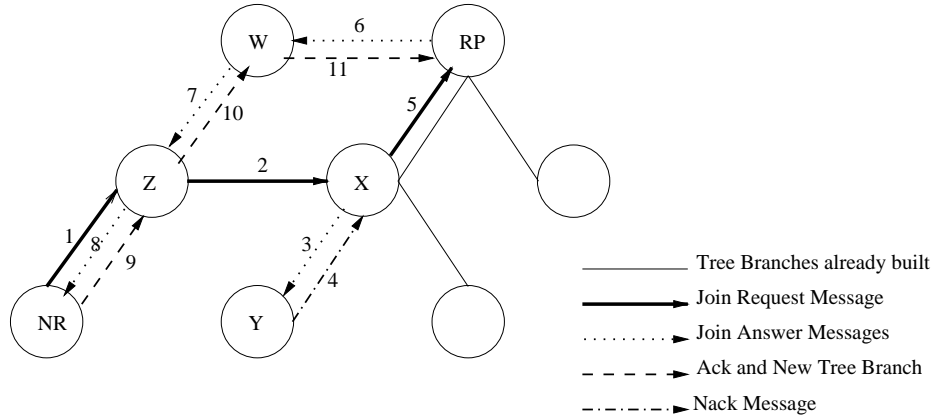 6
W
RP
11
7
10
5
2
Z
X
1
8
9
3
4
NR
Y
Tree Branches already built
Join Request Message
Join Answer Messages
Ack and New Tree Branch
Nack Message